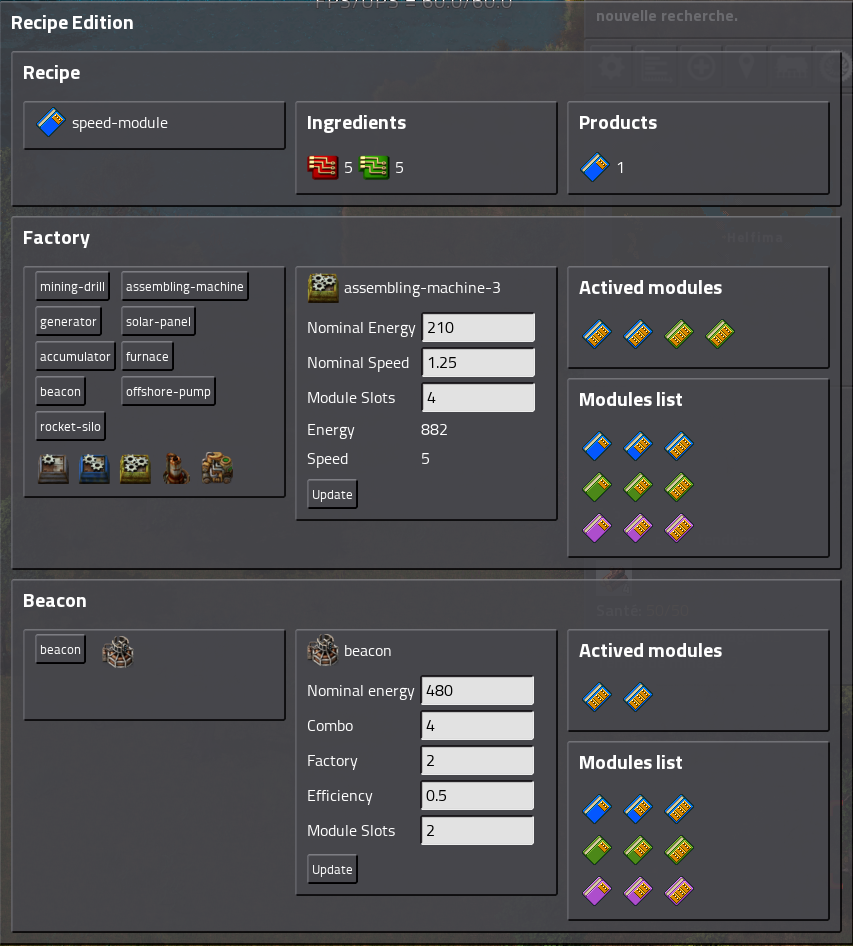 FPS/UPS = 60.0/60.0
nouvelle recherche.
Recipe Edition
Recipe
speed-module
Ingredients
5 5
Products
1
Factory
mining-drill assembling-machine
generator solar-panel
accumulator furnace
beacon offshore-pump
rocket-silo
assembling-machine-3
Nominal Energy 210
Nominal Speed 1.25
Module Slots 4
Energy 882
Speed 5
Update
-Helfima
Actived modules
Modules list
Santé: 50/50
Beacon
beacon
beacon
Nominal energy 480
Combo 4
Factory 2
Efficiency 0.5
Module Slots 2
Update
Actived modules
Modules list